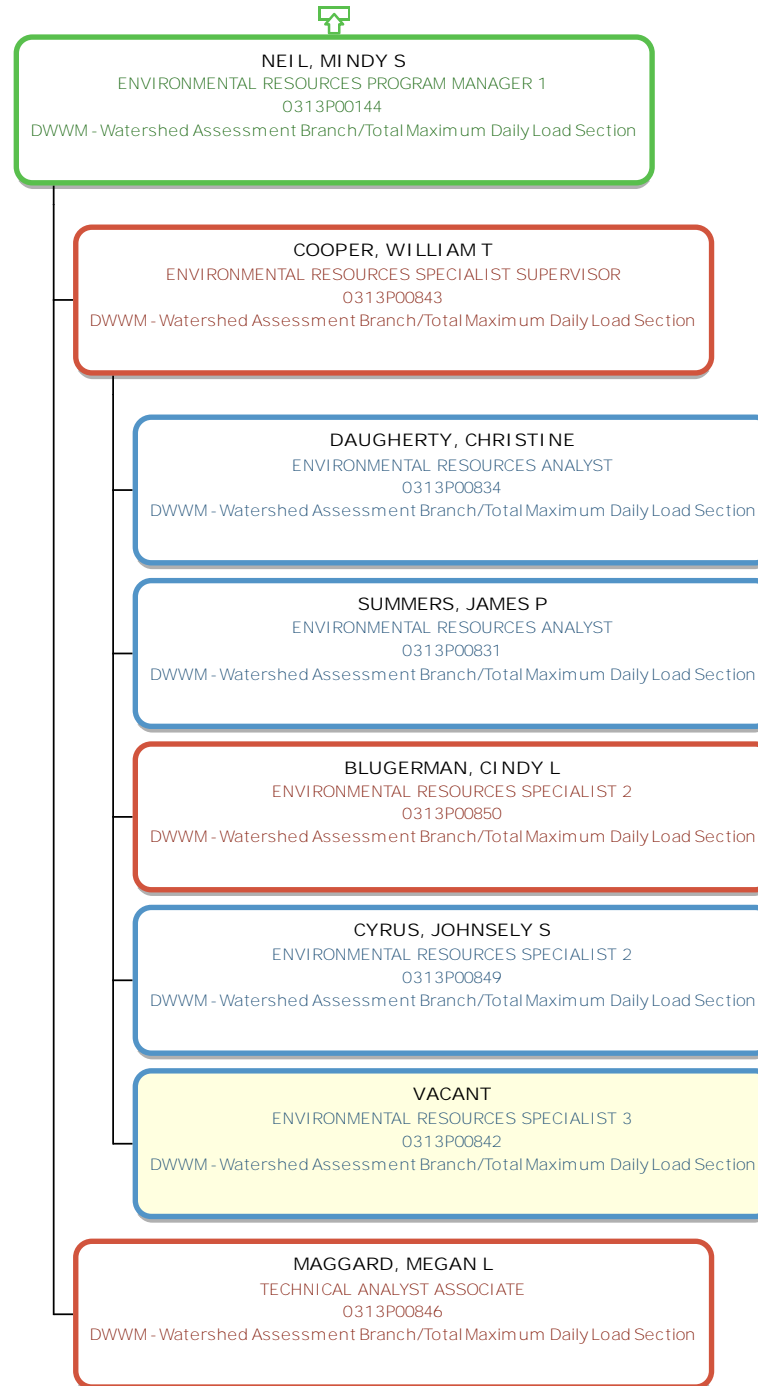 NEIL, MINDY S
ENVIRONMENTAL RESOURCES PROGRAM MANAGER 1
0313P00144
DWWM - Watershed Assessment Branch/Total Maximum Daily Load Section
COOPER, WILLIAM T
ENVIRONMENTAL RESOURCES SPECIALIST SUPERVISOR
0313P00843
DWWM - Watershed Assessment Branch/Total Maximum Daily Load Section
DAUGHERTY, CHRISTINE
ENVIRONMENTAL RESOURCES ANALYST
0313P00834
DWWM - Watershed Assessment Branch/Total Maximum Daily Load Section
SUMMERS, JAMES P
ENVIRONMENTAL RESOURCES ANALYST
0313P00831
DWWM - Watershed Assessment Branch/Total Maximum Daily Load Section
BLUGERMAN, CINDY L
ENVIRONMENTAL RESOURCES SPECIALIST 2
0313P00850
DWWM - Watershed Assessment Branch/Total Maximum Daily Load Section
CYRUS, JOHNSELY S
ENVIRONMENTAL RESOURCES SPECIALIST 2
0313P00849
DWWM - Watershed Assessment Branch/Total Maximum Daily Load Section
VACANT
ENVIRONMENTAL RESOURCES SPECIALIST 3
0313P00842
DWWM - Watershed Assessment Branch/Total Maximum Daily Load Section
MAGGARD, MEGAN L
TECHNICAL ANALYST ASSOCIATE
0313P00846
DWWM - Watershed Assessment Branch/Total Maximum Daily Load Section